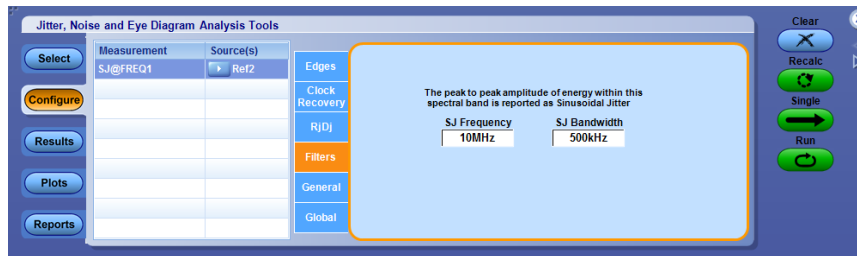 Jitter, Noise and Eye Diagram Analysis Tools
Clear
Select
Measurement Source(s)
SJ@FREQ1 Ref2
Edges
Recalc
Configure
Clock
Recovery
The peak to peak amplitude of energy within this
spectral band is reported as Sinusoidal Jitter
Single
RjDj
SJ Frequency SJ Bandwidth
10MHz 500kHz
Results
Run
Filters
Plots
General
Reports
Global